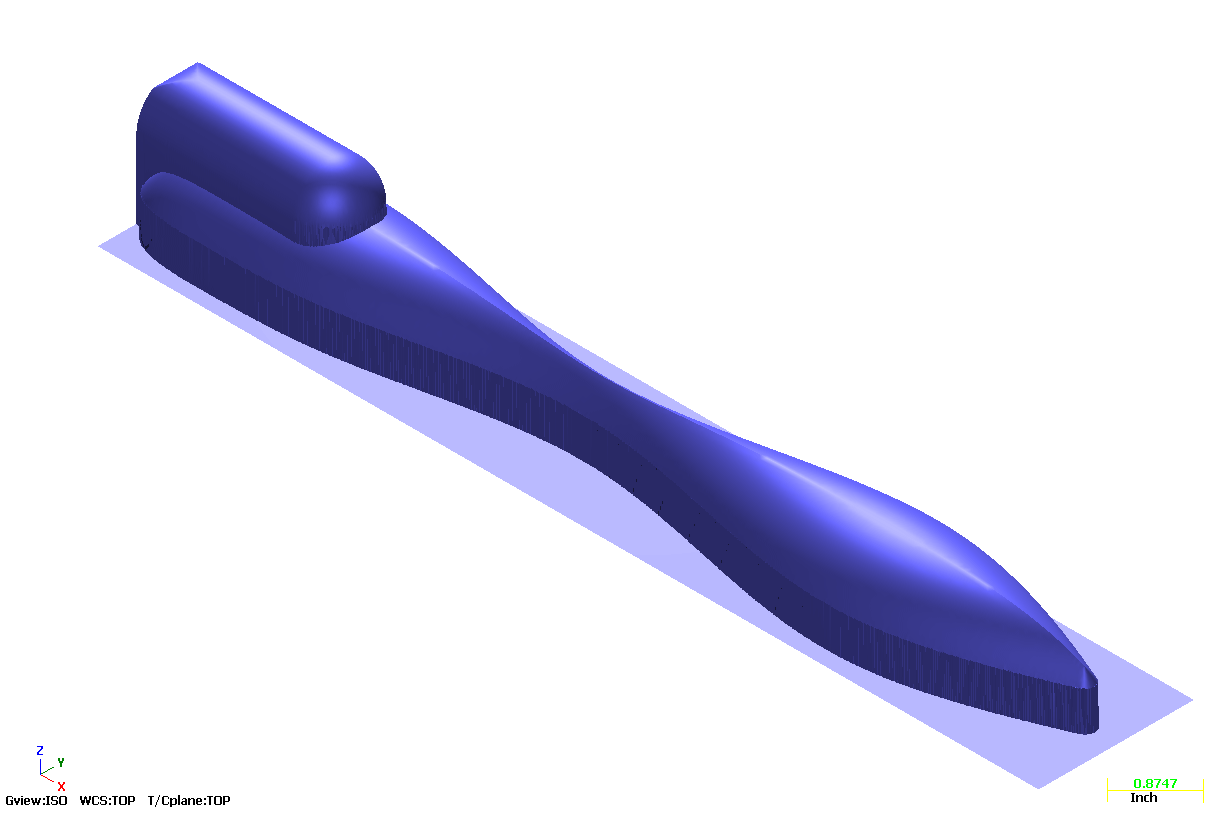 Z
Y
X
Gview:ISO WCS:TOP T/Cplane:TOP
0.8747
Inch